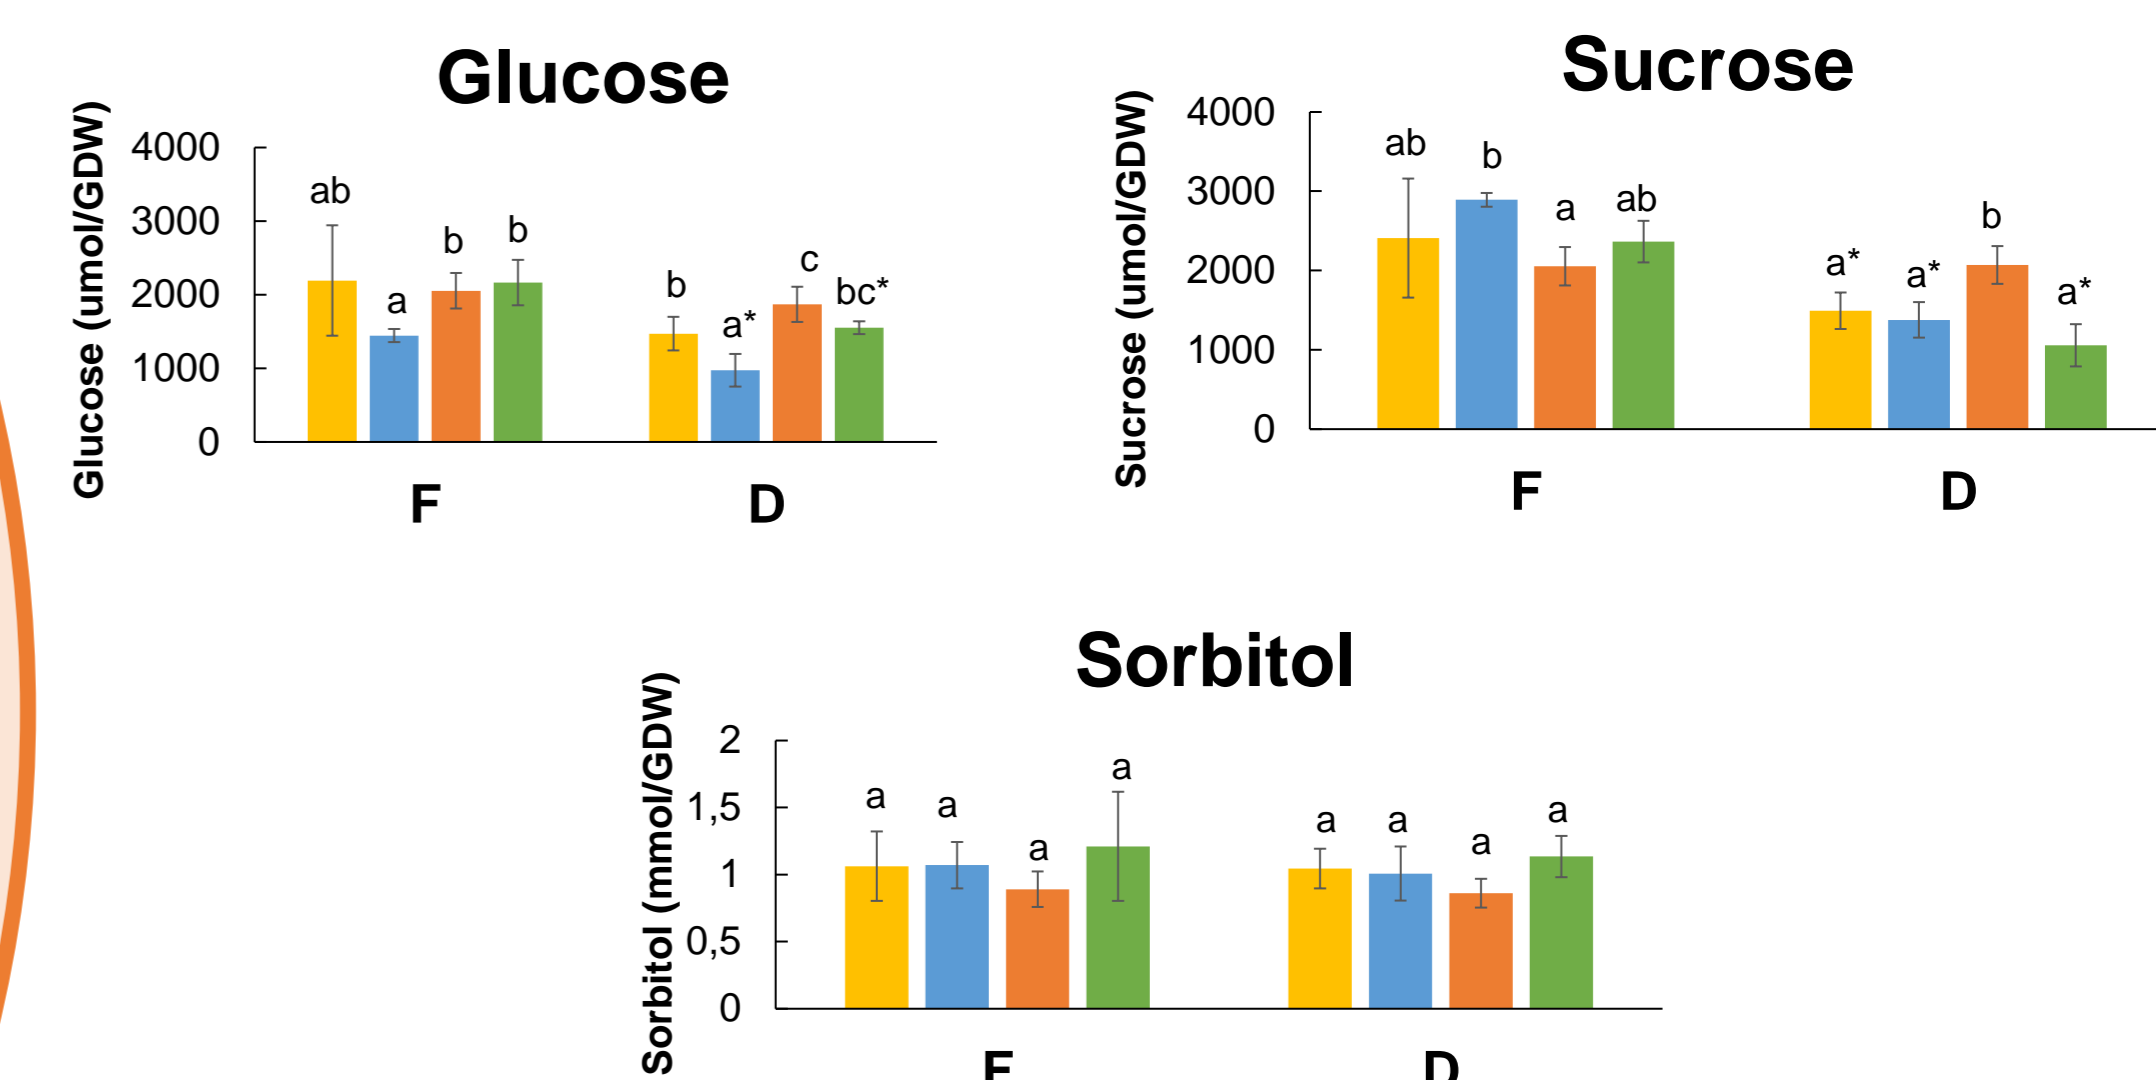 Glucose
Glucose (umol/GDW)
4000
3000
2000
1000
0
ab
a
b
b
b
a*
c
bc*
F
D
Sucrose
Sucrose (umol/GDW)
4000
3000
2000
1000
0
ab
b
a
ab
a*
a*
b
a*
F
D
Sorbitol
Sorbitol (mmol/GDW)
2
1,5
1
0,5
0
a
a
a
a
a
a
a
a
F
D